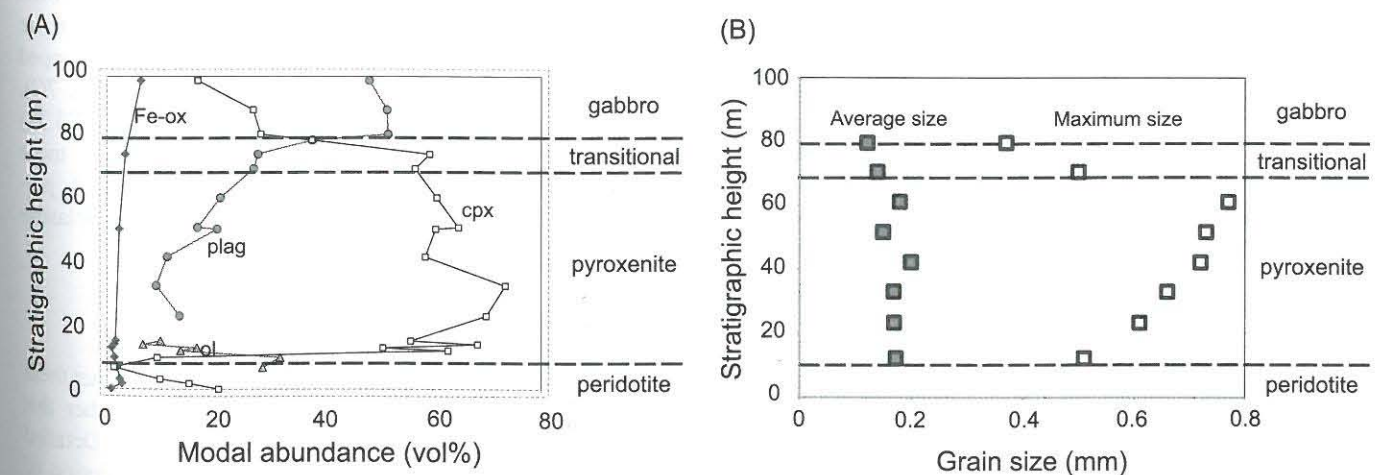 (A)
Stratigraphic height (m)
100
80
60
40
20
0
Fe-ox
plag
cpx
ol
gabbro
transitional
pyroxenite
peridotite
0
20
40
60
80
Modal abundance (vol%)
(B)
Stratigraphic height (m)
100
80
60
40
20
0
Average size
Maximum size
gabbro
transitional
pyroxenite
peridotite
0
0.2
0.4
0.6
0.8
Grain size (mm)